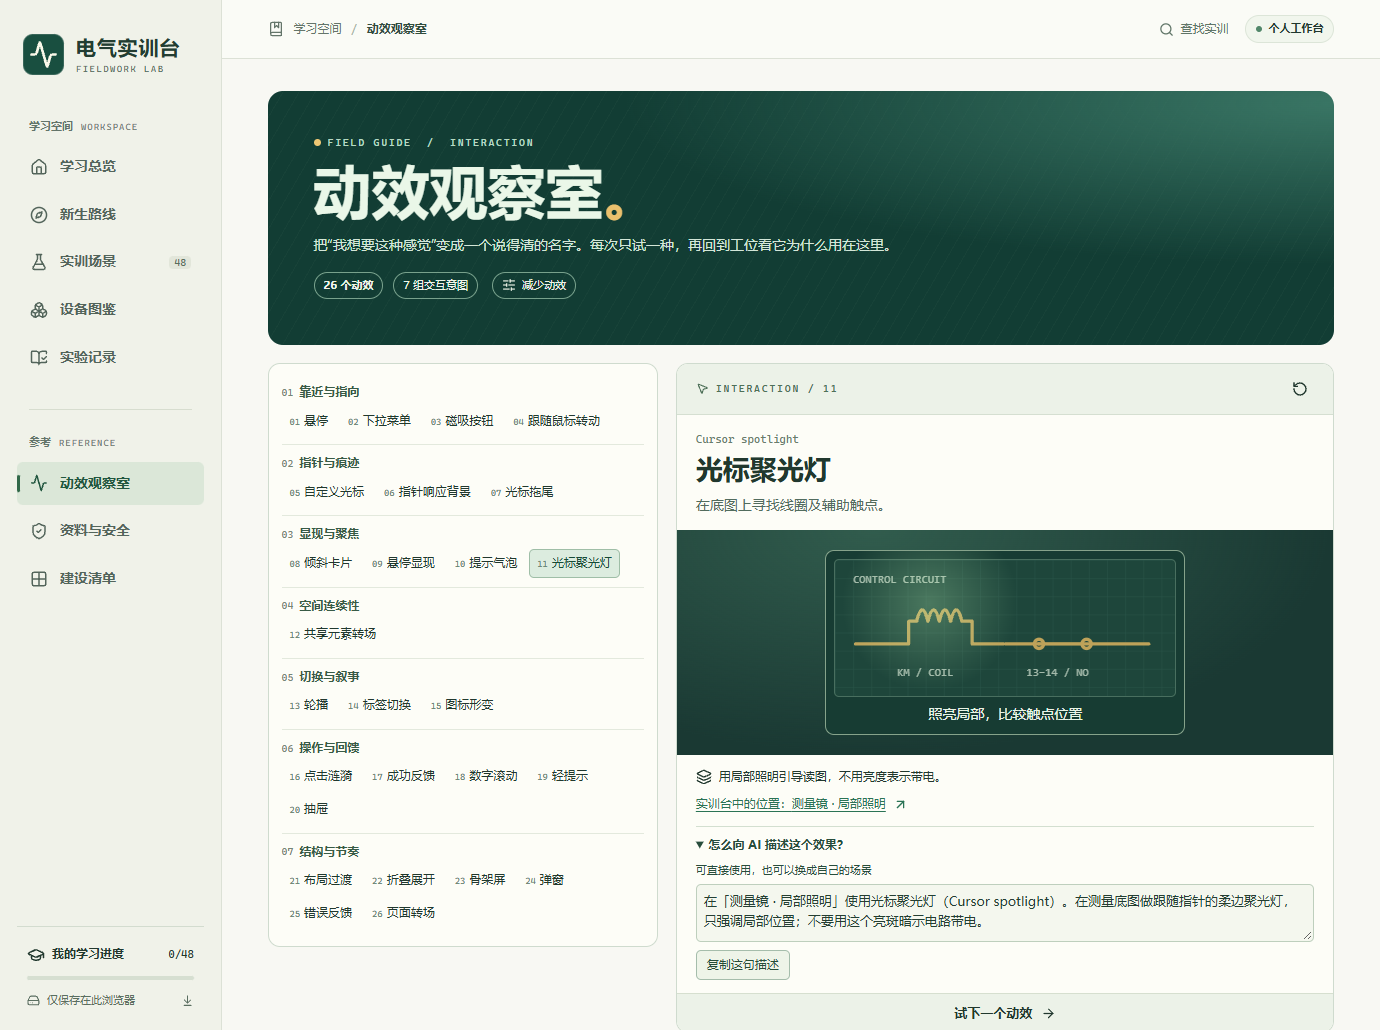 电气实训台
FIELDWORK LAB
学习空间 WORKSPACE
学习总览
新生路线
实训场景 48
设备图鉴
实验记录
参考 REFERENCE
动效观察室
资料与安全
建设清单
我的学习进度 0/48
仅保存在此浏览器
学习空间 / 动效观察室
查找实训
个人工作台
FIELD GUIDE / INTERACTION
动效观察室。
把“我想要这种感觉”变成一个说得清的名字。每次只试一种，再回到工位看它为什么用在这里。
26 个动效 7 组交互意图 减少动效
01 靠近与指向
01 悬停 02 下拉菜单 03 磁吸按钮 04 跟随鼠标转动
02 指针与痕迹
05 自定义光标 06 指针响应背景 07 光标拖尾
03 显现与聚焦
08 倾斜卡片 09 悬停显现 10 提示气泡 11 光标聚光灯
04 空间连续性
12 共享元素转场
05 切换与叙事
13 轮播 14 标签切换 15 图标形变
06 操作与回馈
16 点击涟漪 17 成功反馈 18 数字滚动 19 轻提示
20 抽屉
07 结构与节奏
21 布局过渡 22 折叠展开 23 骨架屏 24 弹窗
25 错误反馈 26 页面转场
INTERACTION / 11
Cursor spotlight
光标聚光灯
在底图上寻找线圈及辅助触点。
CONTROL CIRCUIT
KM / COIL 13–14 / NO
照亮局部，比较触点位置
用局部照明引导读图，不用亮度表示带电。
实训台中的位置：测量镜 · 局部照明
▼ 怎么向 AI 描述这个效果？
可直接使用，也可以换成自己的场景
在「测量镜 · 局部照明」使用光标聚光灯（Cursor spotlight）。在测量底图做跟随指针的柔边聚光灯，
只强调局部位置；不要用这个亮斑暗示电路带电。
复制这句描述
试下一个动效